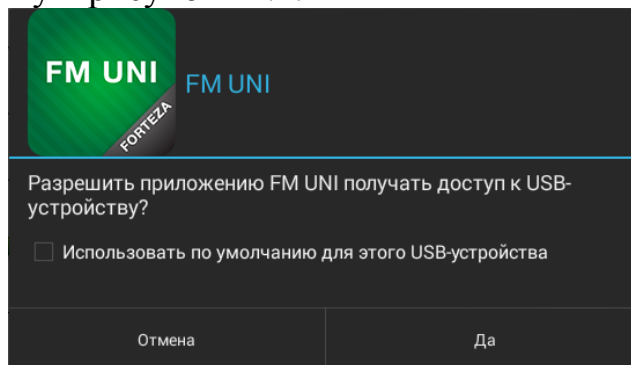 FM UNI
FORTEZA
FM UNI
Разрешить приложению FM UNI получать доступ к USB-
устройству?
Использовать по умолчанию для этого USB-устройства
Отмена
Да